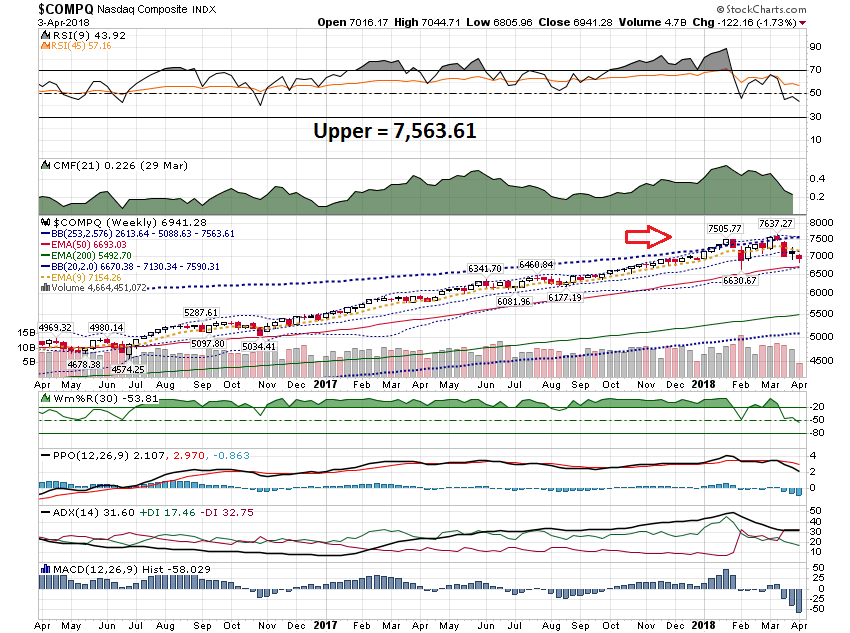 $COMPQ Nasdaq Composite INDX
© StockCharts.com
3-Apr-2018
Open 7016.17 High 7044.71 Low 6805.96 Close 6941.28 Volume 4.7B Chg -122.16 (-1.73%)
RSI(9) 43.92
RSI(45) 57.16
90
70
50
30
10
Upper = 7,563.61
CMF(21) 0.226 (29 Mar)
0.4
0.2
$COMPQ (Weekly) 6941.28
BB(253,2.576) 2613.64 - 5088.63 - 7563.61
EMA(50) 6693.03
EMA(200) 5492.70
BB(20,2.0) 6670.38 - 7130.34 - 7590.31
EMA(9) 7154.26
Volume 4,664,451,072
7505.77
7637.27
6341.70
6460.84
6630.67
6081.96
6177.19
5287.61
4969.32
4980.14
5097.80
5034.41
4678.38
4574.25
8000
7500
7000
6500
6000
5500
5000
4500
15B
10B
5B
Apr May Jun Jul Aug Sep Oct Nov Dec 2017 Feb Mar Apr May Jun Jul Aug Sep Oct Nov Dec 2018 Feb Mar Apr
Wm%R(30) -53.81
-20
-50
-80
PPO(12,26,9) 2.107, 2.970, -0.863
4
2
0
ADX(14) 31.60 +DI 17.46 -DI 32.75
50
40
30
20
10
MACD(12,26,9) Hist -58.029
50
25
0
-25
-50
Apr May Jun Jul Aug Sep Oct Nov Dec 2017 Feb Mar Apr May Jun Jul Aug Sep Oct Nov Dec 2018 Feb Mar Apr